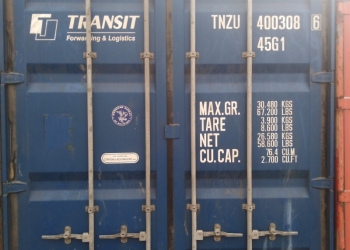 TRANSIT
Forwarding & Logistics
TNZU 400308 6
45G1
MAX.GR. 30.480 KGS
67.200 LBS
TARE 3.900 KGS
8.600 LBS
NET 26.580 KGS
58.600 LBS
CU.CAP. 76.4 CU.M.
2.700 CU.FT